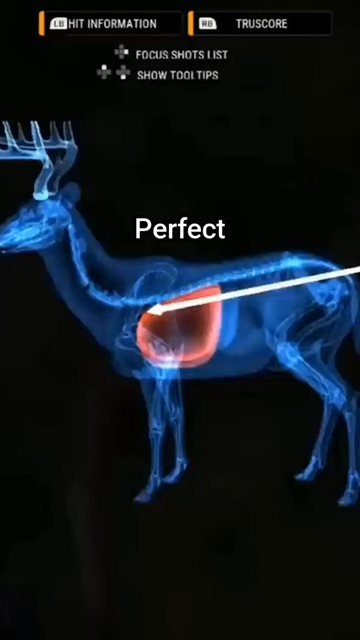 LB HIT INFORMATION
RB TRUSCORE
FOCUS SHOTS LIST
SHOW TOOLTIPS
Perfect